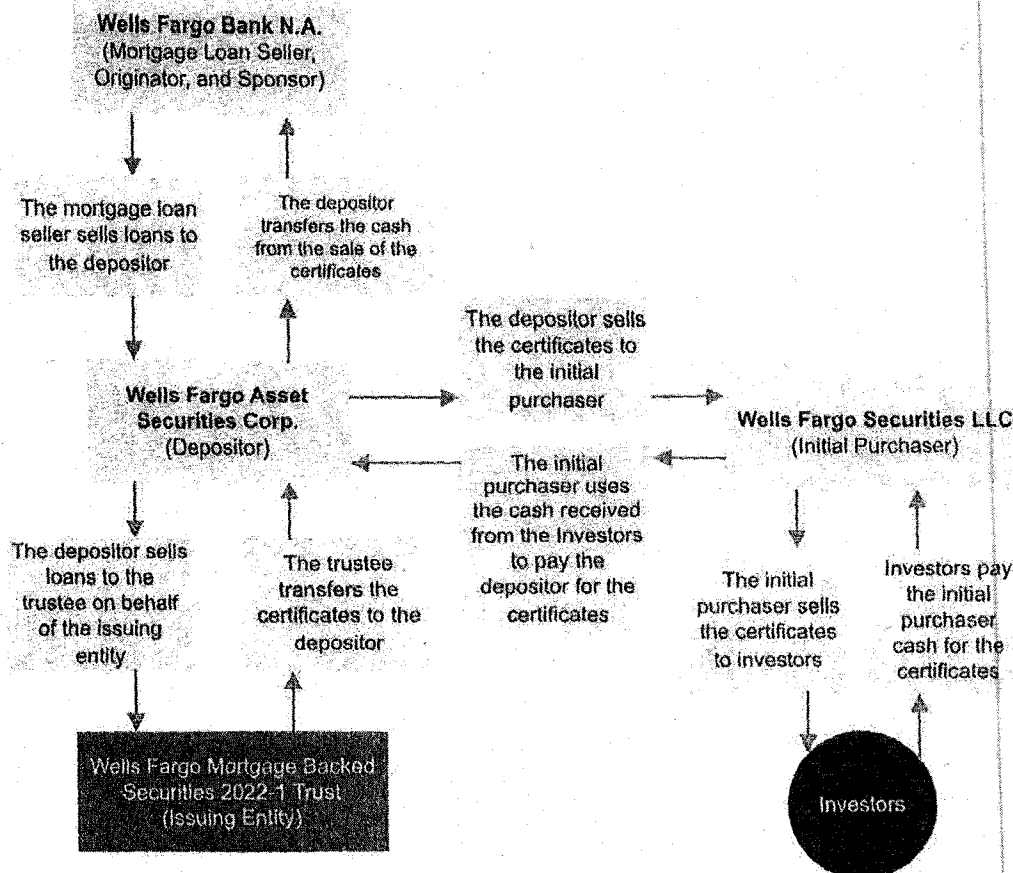 Wells Fargo Bank N.A.
(Mortgage Loan Seller,
Originator, and Sponsor)
The mortgage loan
seller sells loans to
the depositor
The depositor
transfers the cash
from the sale of the
certificates
Wells Fargo Asset
Securities Corp.
(Depositor)
The depositor sells
the certificates to
the initial
purchaser
Wells Fargo Securities LLC
(Initial Purchaser)
The initial
purchaser uses
the cash received
from the Investors
to pay the
depositor for the
certificates
The depositor sells
loans to the
trustee on behalf
of the issuing
entity
The trustee
transfers the
certificates to the
depositor
The initial
purchaser sells
the certificates
to investors
Investors pay
the initial
purchaser
cash for the
certificates
Wells Fargo Mortgage Backed
Securities 2022-1 Trust
(Issuing Entity)
Investors